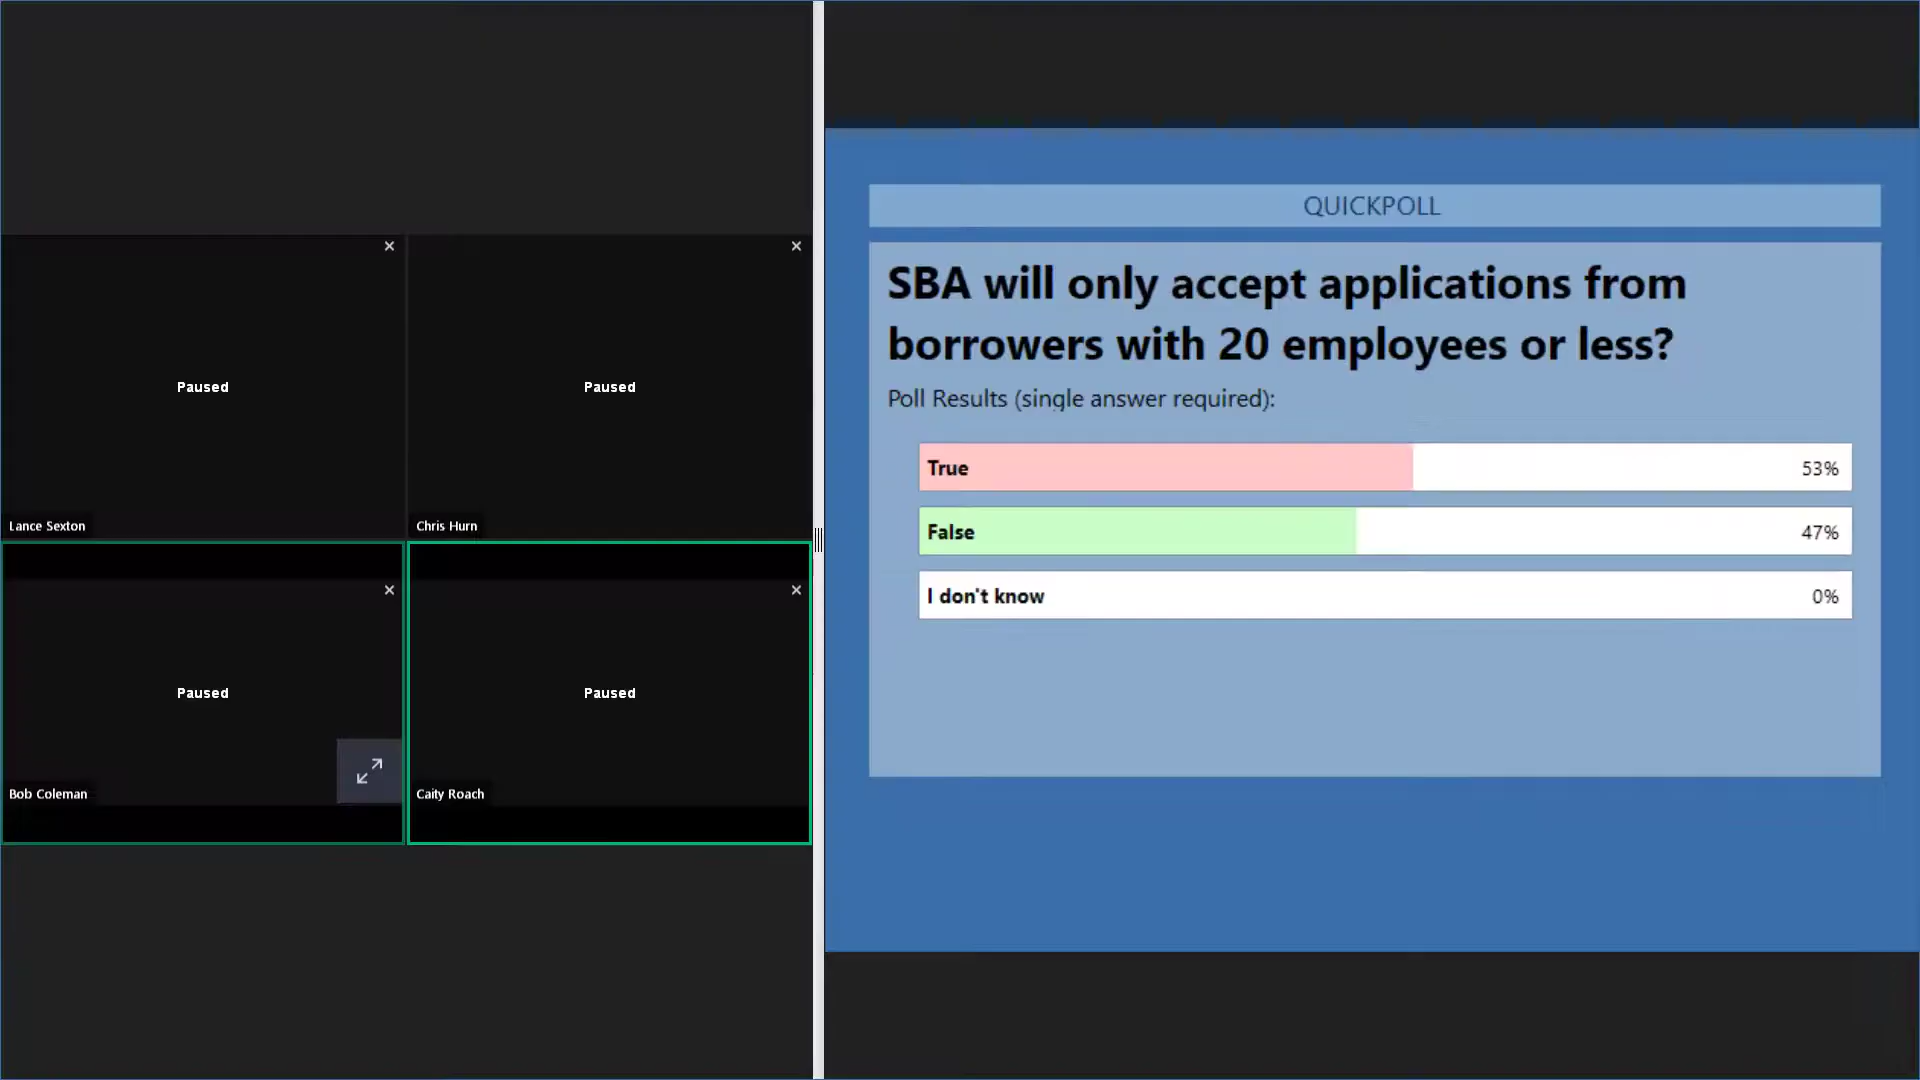 Paused
Paused
Lance Sexton
Chris Hurn
Paused
Paused
Bob Coleman
Caity Roach
QUICKPOLL
SBA will only accept applications from
borrowers with 20 employees or less?
Poll Results (single answer required):
True 53%
False 47%
I don't know 0%